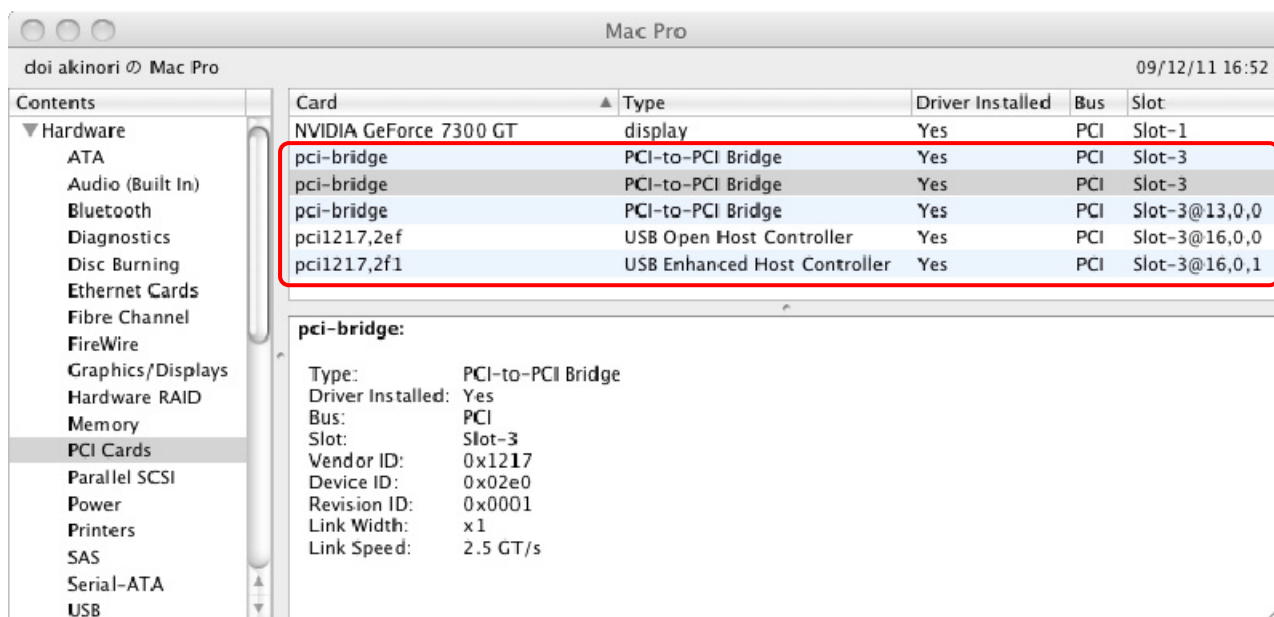 Mac Pro
doi akinori の Mac Pro 09/12/11 16:52
Contents
Hardware
ATA
Audio (Built In)
Bluetooth
Diagnostics
Disc Burning
Ethernet Cards
Fibre Channel
FireWire
Graphics/Displays
Hardware RAID
Memory
PCI Cards
Parallel SCSI
Power
Printers
SAS
Serial-ATA
USB
Card Type Driver Installed Bus Slot
NVIDIA GeForce 7300 GT display Yes PCI Slot-1
pci-bridge PCI-to-PCI Bridge Yes PCI Slot-3
pci-bridge PCI-to-PCI Bridge Yes PCI Slot-3
pci-bridge PCI-to-PCI Bridge Yes PCI Slot-3@13,0,0
pci1217,2ef USB Open Host Controller Yes PCI Slot-3@16,0,0
pci1217,2f1 USB Enhanced Host Controller Yes PCI Slot-3@16,0,1
pci-bridge:
Type: PCI-to-PCI Bridge
Driver Installed: Yes
Bus: PCI
Slot: Slot-3
Vendor ID: 0x1217
Device ID: 0x02e0
Revision ID: 0x0001
Link Width: x1
Link Speed: 2.5 GT/s